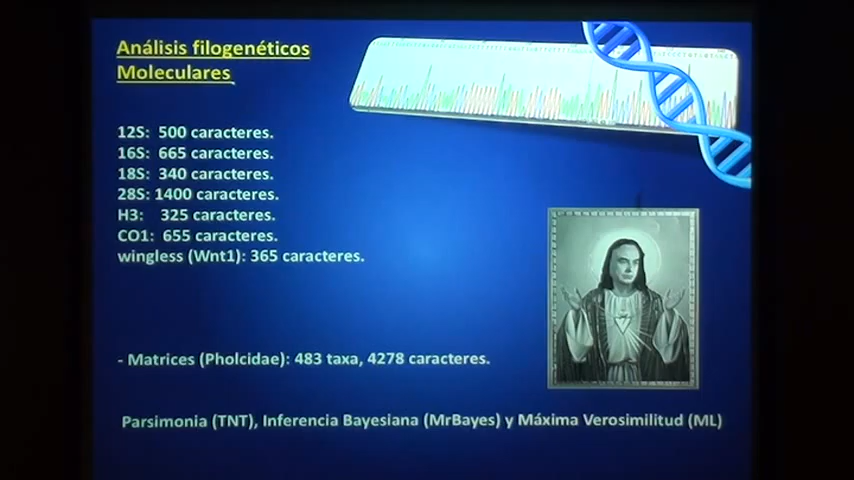 Análisis filogenéticos
Moleculares
12S: 500 caracteres.
16S: 665 caracteres.
18S: 340 caracteres.
28S: 1400 caracteres.
H3: 325 caracteres.
CO1: 655 caracteres.
wingless (Wnt1): 365 caracteres.
- Matrices (Pholcidae): 483 taxa, 4278 caracteres.
Parsimonia (TNT), Inferencia Bayesiana (MrBayes) y Máxima Verosimilitud (ML)